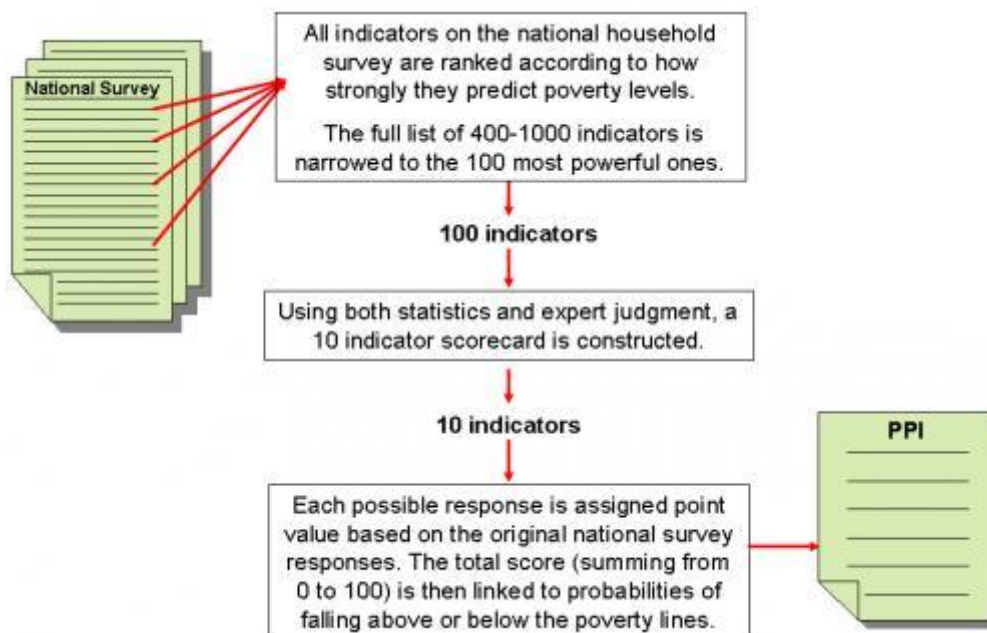 National Survey
All indicators on the national household
survey are ranked according to how
strongly they predict poverty levels.
The full list of 400-1000 indicators is
narrowed to the 100 most powerful ones.
100 indicators
Using both statistics and expert judgment, a
10 indicator scorecard is constructed.
10 indicators
Each possible response is assigned point
value based on the original national survey
responses. The total score (summing from
0 to 100) is then linked to probabilities of
falling above or below the poverty lines.
PPI